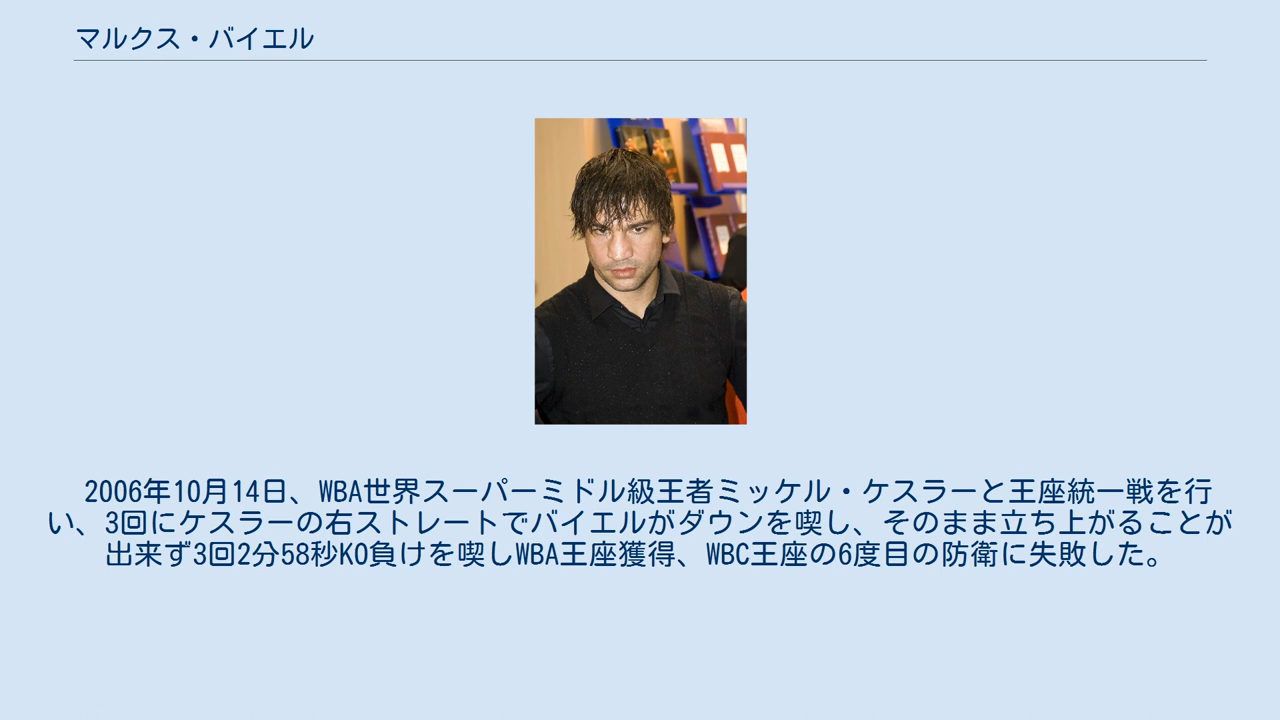 マルクス・バイエル
2006年10月14日、WBA世界スーパーミドル級王者ミッケル・ケスラーと王座統一戦を行
い、3回にケスラーの右ストレートでバイエルがダウンを喫し、そのまま立ち上がることが
出来ず3回2分58秒KO負けを喫しWBA王座獲得、WBC王座の6度目の防衛に失敗した。